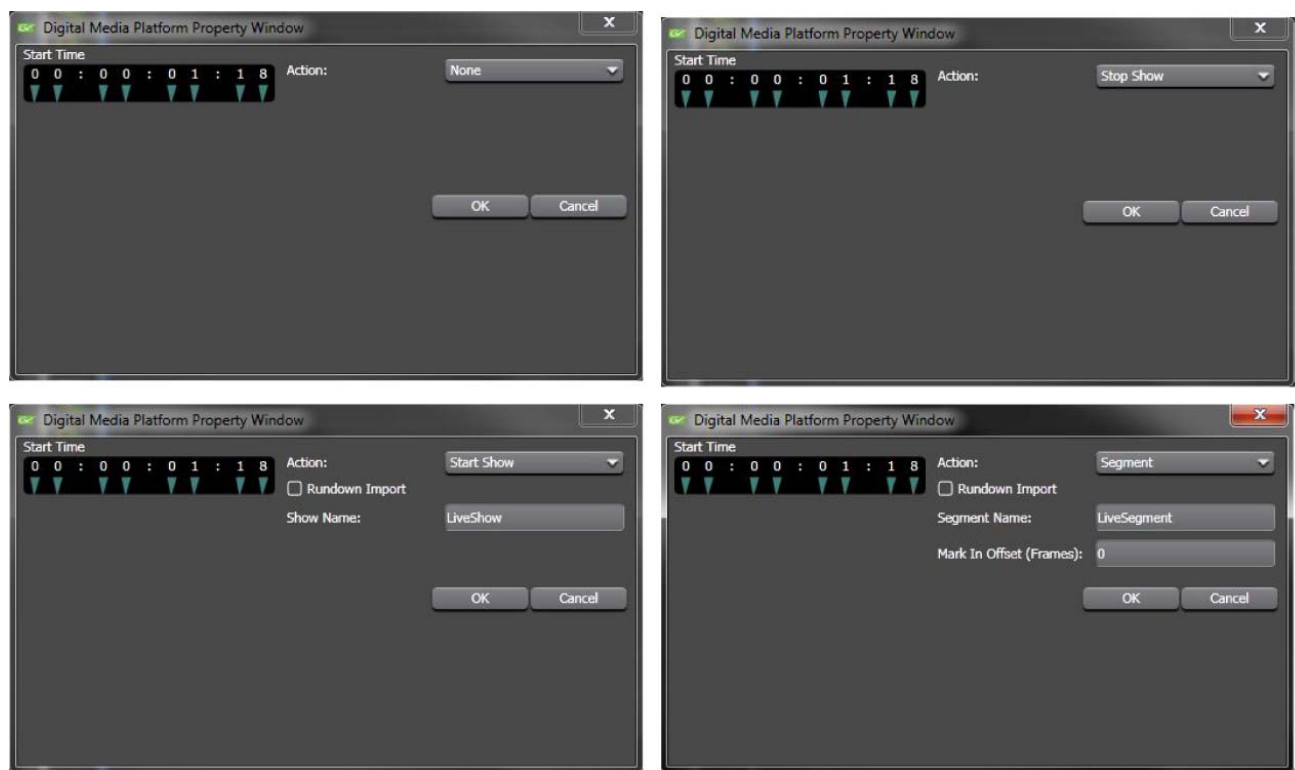 Digital Media Platform Property Window
x
Start Time
0 0 : 0 0 : 0 1 : 1 8
Action:
None
OK
Cancel
Digital Media Platform Property Window
x
Start Time
0 0 : 0 0 : 0 1 : 1 8
Action:
Stop Show
OK
Cancel
Digital Media Platform Property Window
x
Start Time
0 0 : 0 0 : 0 1 : 1 8
Action:
Start Show
Rundown Import
Show Name:
LiveShow
OK
Cancel
Digital Media Platform Property Window
x
Start Time
0 0 : 0 0 : 0 1 : 1 8
Action:
Segment
Rundown Import
Segment Name:
LiveSegment
Mark In Offset (Frames):
0
OK
Cancel